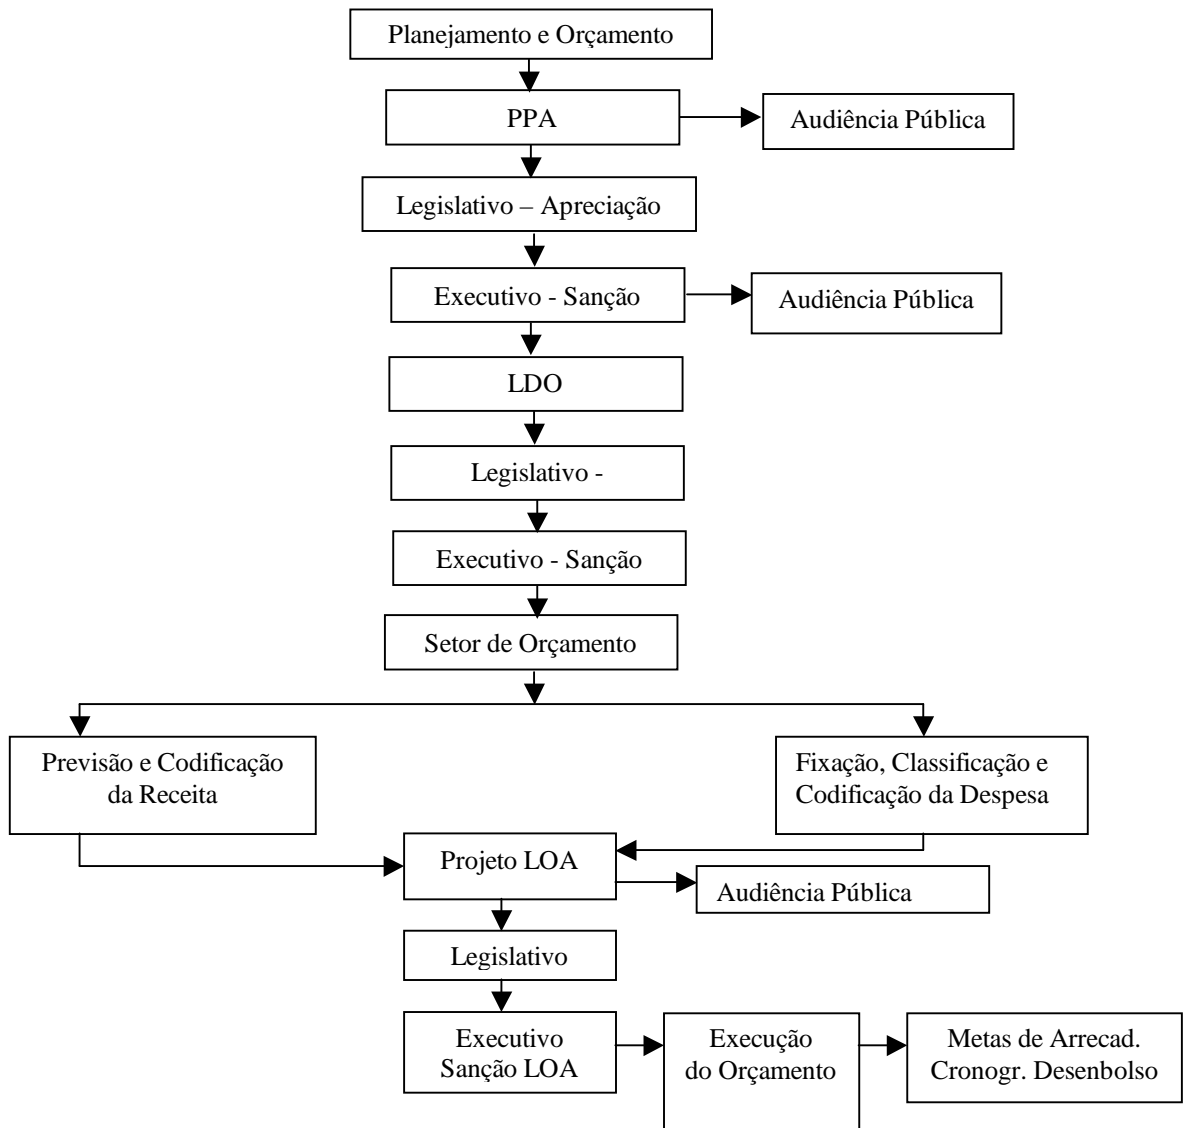 Planejamento e Orçamento
PPA
Audiência Pública
Legislativo – Apreciação
Executivo - Sanção
Audiência Pública
LDO
Legislativo -
Executivo - Sanção
Setor de Orçamento
Previsão e Codificação
da Receita
Fixação, Classificação e
Codificação da Despesa
Projeto LOA
Audiência Pública
Legislativo
Executivo
Sanção LOA
Execução
do Orçamento
Metas de Arrecad.
Cronogr. Desenbolso